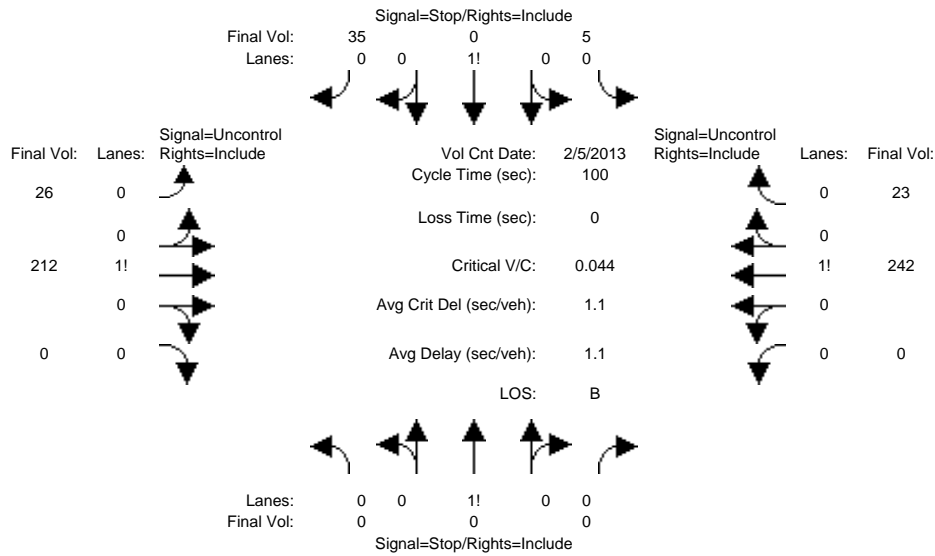 Signal=Stop/Rights=Include
Final Vol: 35 0 5
Lanes: 0 0 1! 0 0
Signal=Uncontrol Signal=Uncontrol
Final Vol: Lanes: Rights=Include Vol Cnt Date: 2/5/2013 Rights=Include Lanes: Final Vol:
Cycle Time (sec): 100
26 0 0 23
Loss Time (sec): 0
0 0
212 1! Critical V/C: 0.044 1! 242
0 Avg Crit Del (sec/veh): 1.1 0
0 0 Avg Delay (sec/veh): 1.1 0 0
LOS: B
Lanes: 0 0 1! 0 0
Final Vol: 0 0 0
Signal=Stop/Rights=Include